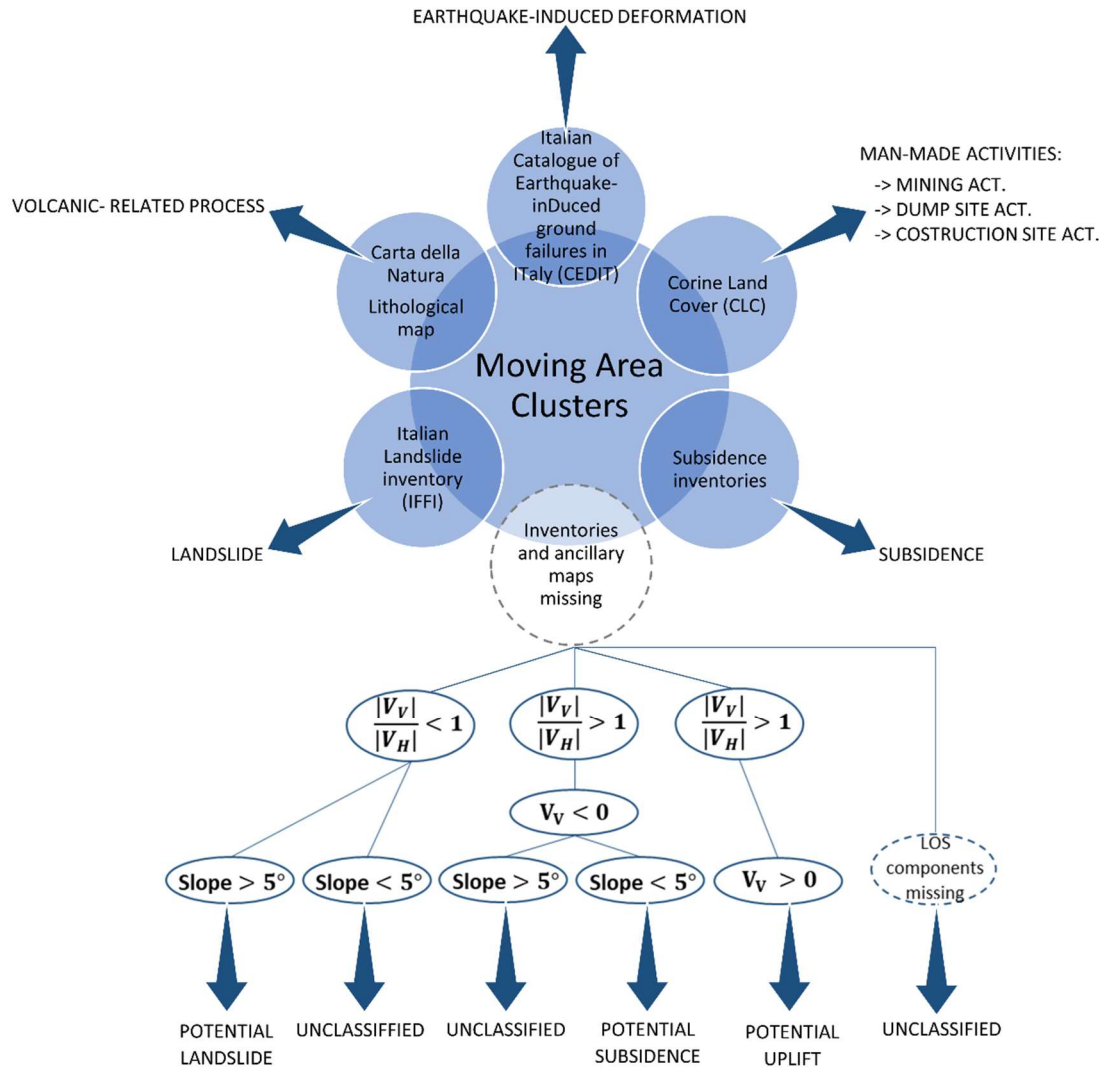 EARTHQUAKE-INDUCED DEFORMATION
Italian
Catalogue of
Earthquake-
inDuced
ground
failures in
ITaly (CEDIT)
MAN-MADE ACTIVITIES:
-> MINING ACT.
-> DUMP SITE ACT.
-> COSTRUCTION SITE ACT.
VOLCANIC- RELATED PROCESS
Carta della
Natura
Lithological
map
Corine Land
Cover (CLC)
Moving Area
Clusters
Italian
Landslide
inventory
(IFFI)
Subsidence
inventories
LANDSLIDE
SUBSIDENCE
Inventories
and ancillary
maps
missing
|V_V|/|V_H| < 1
|V_V|/|V_H| > 1
|V_V|/|V_H| > 1
V_V < 0
Slope > 5°
Slope < 5°
Slope > 5°
Slope < 5°
V_V > 0
LOS
components
missing
POTENTIAL
LANDSLIDE
UNCLASSIFFIED
UNCLASSIFIED
POTENTIAL
SUBSIDENCE
POTENTIAL
UPLIFT
UNCLASSIFIED